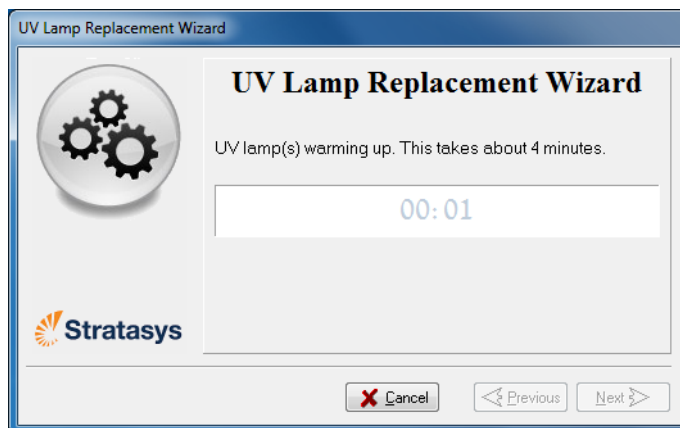 UV Lamp Replacement Wizard
UV Lamp Replacement Wizard
UV lamp(s) warming up. This takes about 4 minutes.
00:01
Stratasys
Cancel
Previous
Next